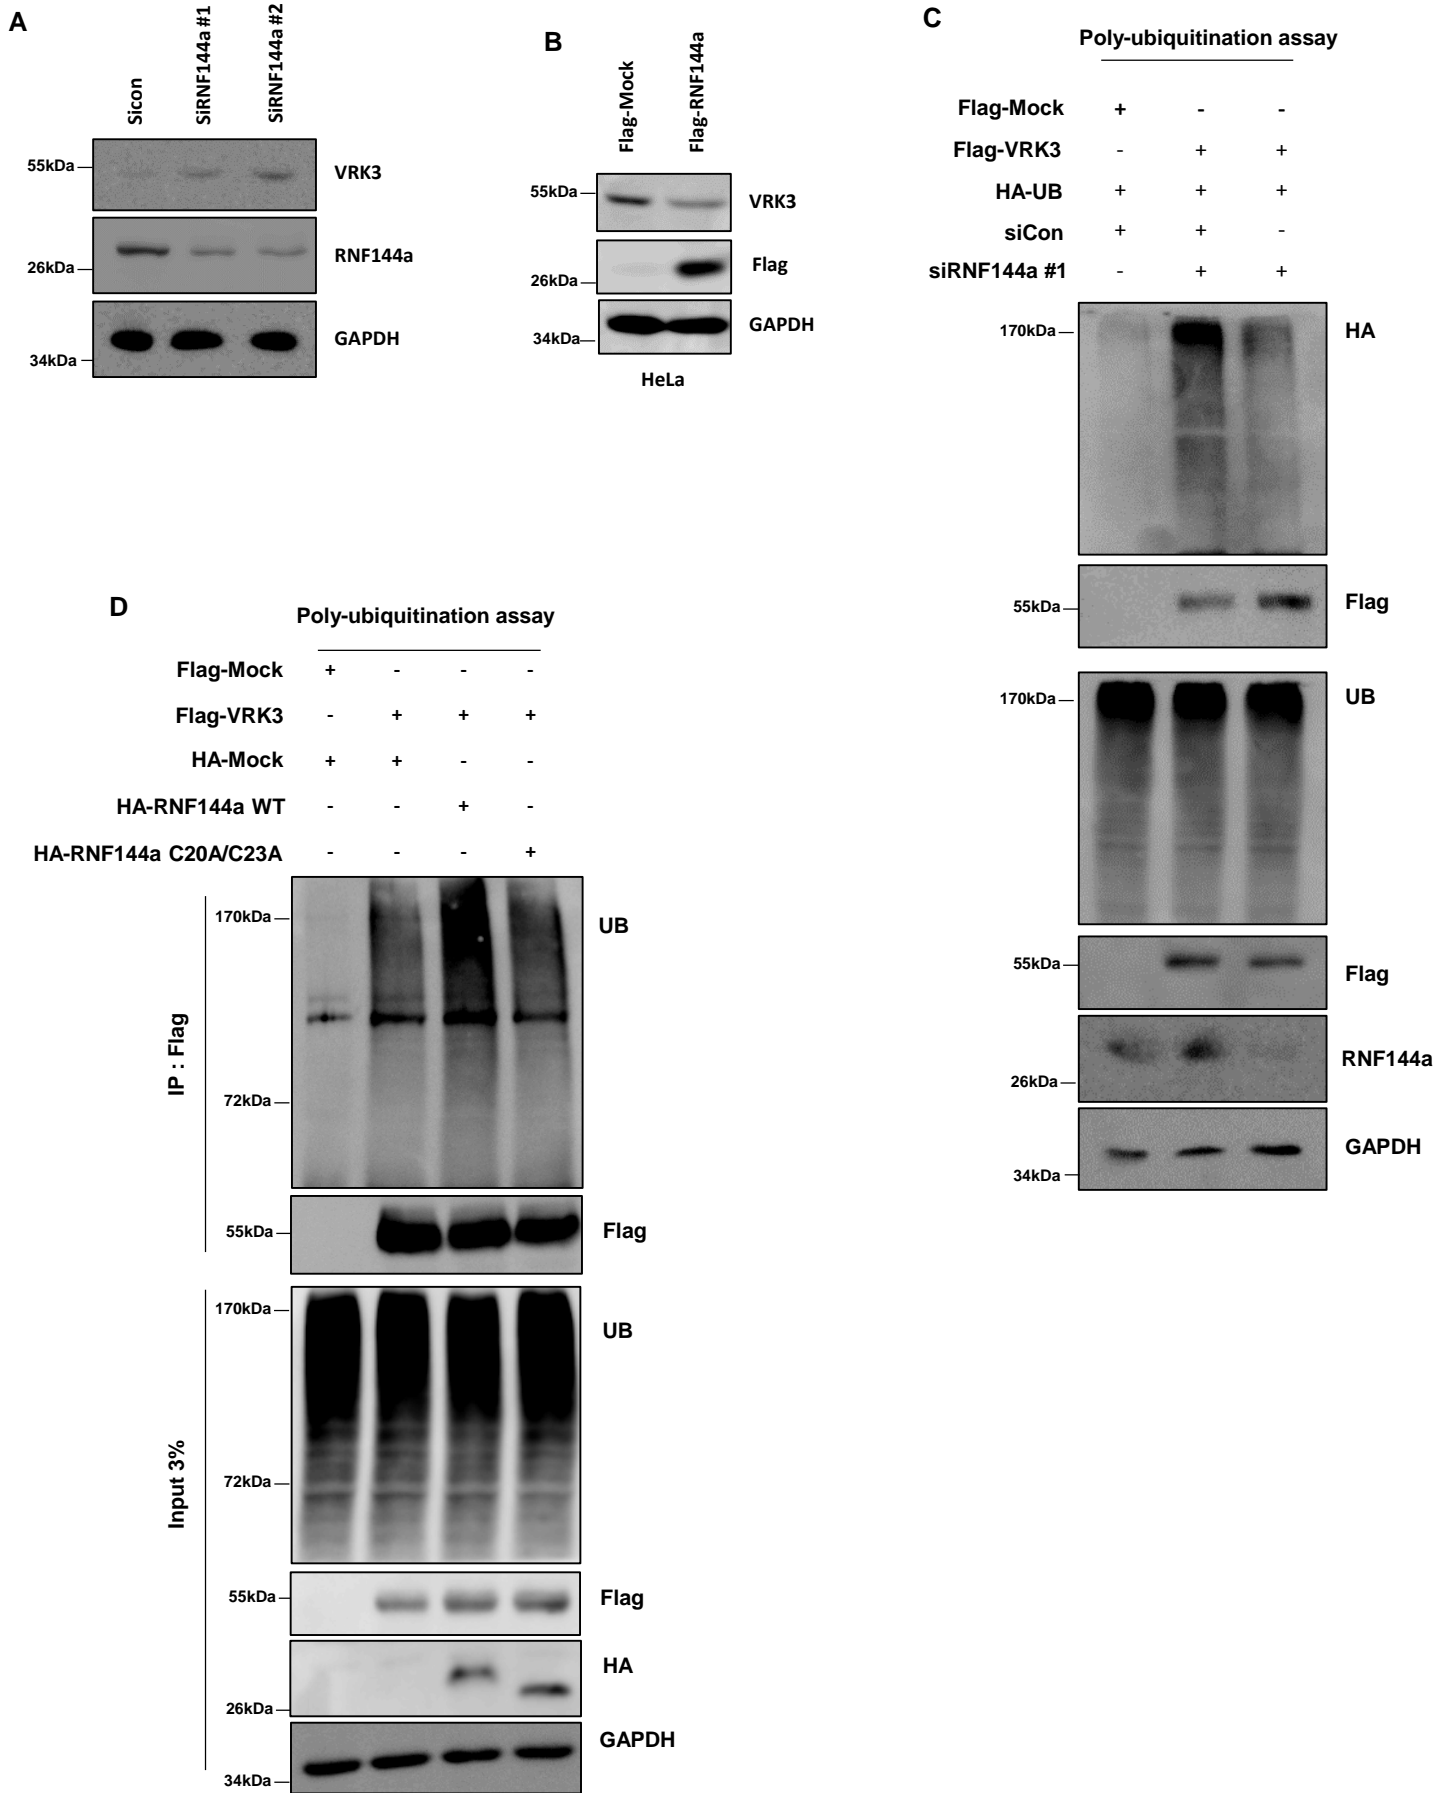 A
Sicon
SiRNF144a #1
SiRNF144a #2
55kDa
VRK3
26kDa
RNF144a
34kDa
GAPDH
B
Flag-Mock
Flag-RNF144a
55kDa
VRK3
26kDa
Flag
34kDa
GAPDH
HeLa
C
Poly-ubiquitination assay
Flag-Mock + - -
Flag-VRK3 - + +
HA-UB + + +
siCon + + -
siRNF144a #1 - + +
170kDa
HA
55kDa
Flag
170kDa
UB
55kDa
Flag
26kDa
RNF144a
34kDa
GAPDH
D
Poly-ubiquitination assay
Flag-Mock + - - -
Flag-VRK3 - + + +
HA-Mock + + - -
HA-RNF144a WT - - + -
HA-RNF144a C20A/C23A - - - +
IP : Flag
170kDa
UB
72kDa
55kDa
Flag
Input 3%
170kDa
UB
72kDa
55kDa
Flag
HA
26kDa
GAPDH
34kDa